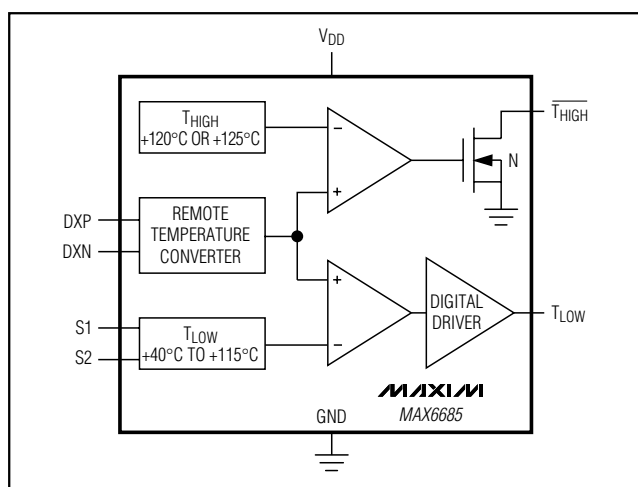 VDD
THIGH
+120°C OR +125°C
−
+
THIGH
N
DXP
DXN
REMOTE
TEMPERATURE
CONVERTER
+
−
DIGITAL
DRIVER
TLOW
S1
S2
TLOW
+40°C TO +115°C
MAXIM
MAX6685
GND